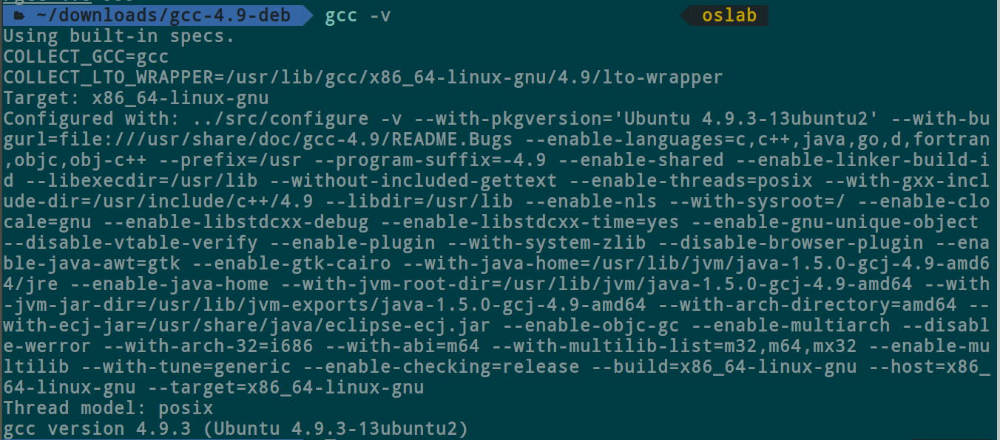 ~/downloads/gcc-4.9-deb gcc -v oslab
Using built-in specs.
COLLECT_GCC=gcc
COLLECT_LTO_WRAPPER=/usr/lib/gcc/x86_64-linux-gnu/4.9/lto-wrapper
Target: x86_64-linux-gnu
Configured with: ../src/configure -v --with-pkgversion='Ubuntu 4.9.3-13ubuntu2' --with-bu
gurl=file:///usr/share/doc/gcc-4.9/README.Bugs --enable-languages=c,c++,java,go,d,fortran
,objc,obj-c++ --prefix=/usr --program-suffix=-4.9 --enable-shared --enable-linker-build-i
d --libexecdir=/usr/lib --without-included-gettext --enable-threads=posix --with-gxx-incl
ude-dir=/usr/include/c++/4.9 --libdir=/usr/lib --enable-nls --with-sysroot=/ --enable-clo
cale=gnu --enable-libstdcxx-debug --enable-libstdcxx-time=yes --enable-gnu-unique-object
--disable-vtable-verify --enable-plugin --with-system-zlib --disable-browser-plugin --ena
ble-java-awt=gtk --enable-gtk-cairo --with-java-home=/usr/lib/jvm/java-1.5.0-gcj-4.9-amd6
4/jre --enable-java-home --with-jvm-root-dir=/usr/lib/jvm/java-1.5.0-gcj-4.9-amd64 --with
-jvm-jar-dir=/usr/lib/jvm-exports/java-1.5.0-gcj-4.9-amd64 --with-arch-directory=amd64 --
with-ecj-jar=/usr/share/java/eclipse-ecj.jar --enable-objc-gc --enable-multiarch --disabl
e-werror --with-arch-32=i686 --with-abi=m64 --with-multilib-list=m32,m64,mx32 --enable-mu
ltilib --with-tune=generic --enable-checking=release --build=x86_64-linux-gnu --host=x86_
64-linux-gnu --target=x86_64-linux-gnu
Thread model: posix
gcc version 4.9.3 (Ubuntu 4.9.3-13ubuntu2)